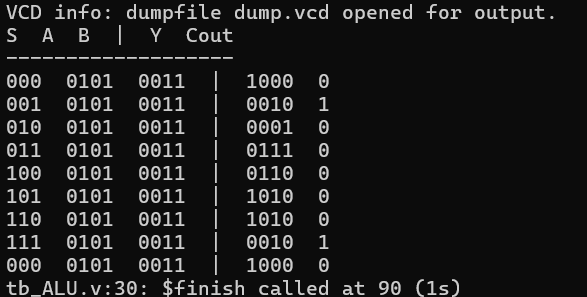 VCD info: dumpfile dump.vcd opened for output.
S  A  B  |  Y  Cout
-------------------
000  0101  0011  |  1000  0
001  0101  0011  |  0010  1
010  0101  0011  |  0001  0
011  0101  0011  |  0111  0
100  0101  0011  |  0110  0
101  0101  0011  |  1010  0
110  0101  0011  |  1010  0
111  0101  0011  |  0010  1
000  0101  0011  |  1000  0
tb_ALU.v:30: $finish called at 90 (1s)